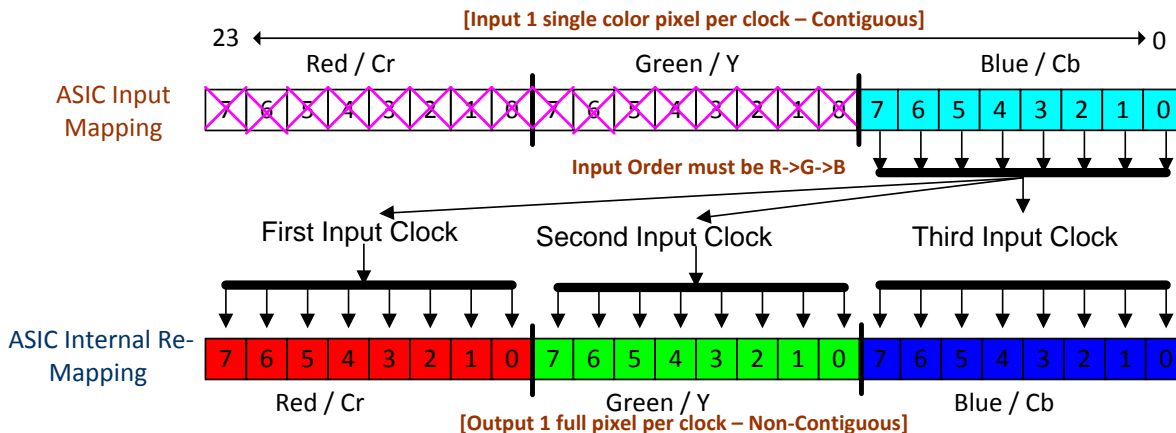 [Input 1 single color pixel per clock – Contiguous]
23 0
Red / Cr Green / Y Blue / Cb
ASIC Input
Mapping
7 6 5 4 3 2 1 0 7 6 5 4 3 2 1 0 7 6 5 4 3 2 1 0
Input Order must be R->G->B
First Input Clock Second Input Clock Third Input Clock
ASIC Internal Re-
Mapping
7 6 5 4 3 2 1 0 7 6 5 4 3 2 1 0 7 6 5 4 3 2 1 0
Red / Cr Green / Y Blue / Cb
[Output 1 full pixel per clock – Non-Contiguous]